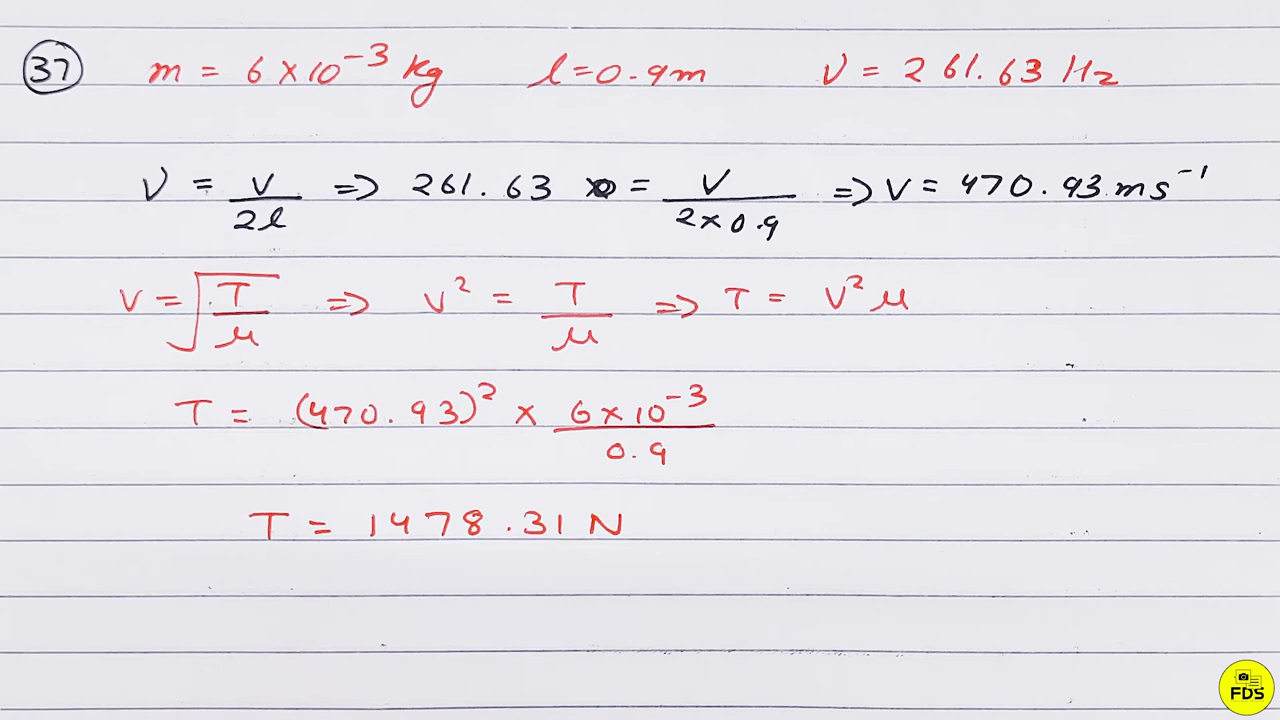 37 m = 6 × 10⁻³ Kg l = 0.9m ν = 261.63 Hz
ν = v/2l => 261.63 = v/(2×0.9) => v = 470.93 ms⁻¹
v = √(T/μ) => v² = T/μ => T = v² μ
T = (470.93)² × (6×10⁻³)/0.9
T = 1478.31 N
FDS